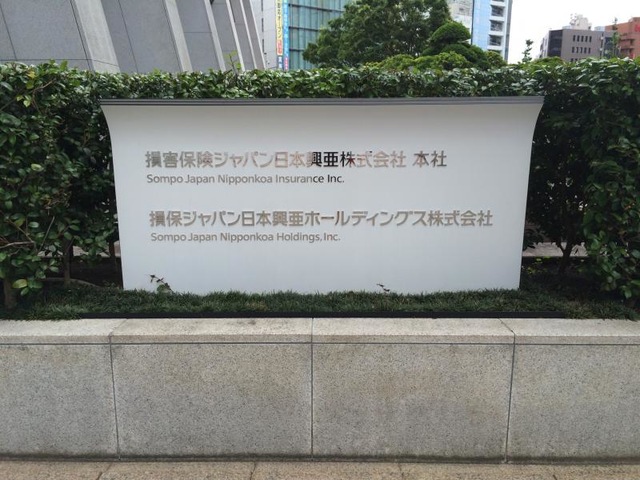 損害保険ジャパン日本興亜株式会社 本社
Sompo Japan Nipponkoa Insurance Inc.
損保ジャパン日本興亜ホールディングス株式会社
Sompo Japan Nipponkoa Holdings, Inc.